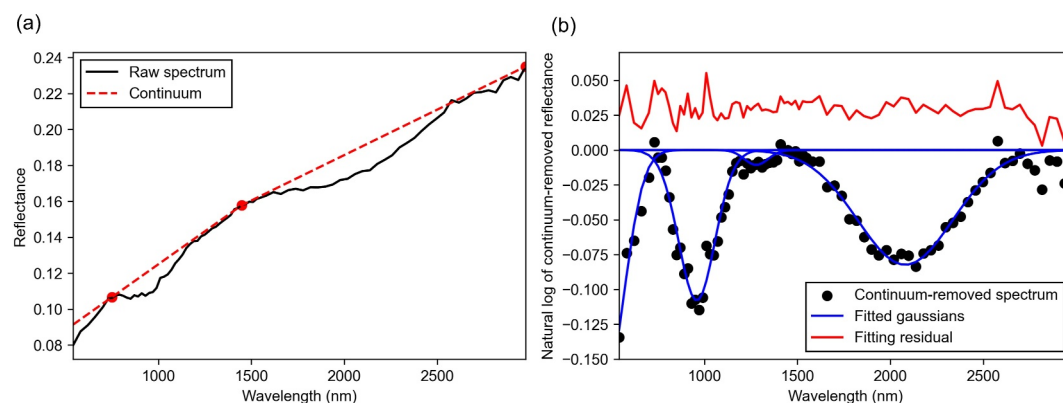 (a)
0.24
0.22
0.20
0.18
0.16
0.14
0.12
0.10
0.08
Reflectance
Raw spectrum
Continuum
1000
1500
2000
2500
Wavelength (nm)
(b)
0.050
0.025
0.000
-0.025
-0.050
-0.075
-0.100
-0.125
-0.150
Natural log of continuum-removed reflectance
Continuum-removed spectrum
Fitted gaussians
Fitting residual
1000
1500
2000
2500
Wavelength (nm)